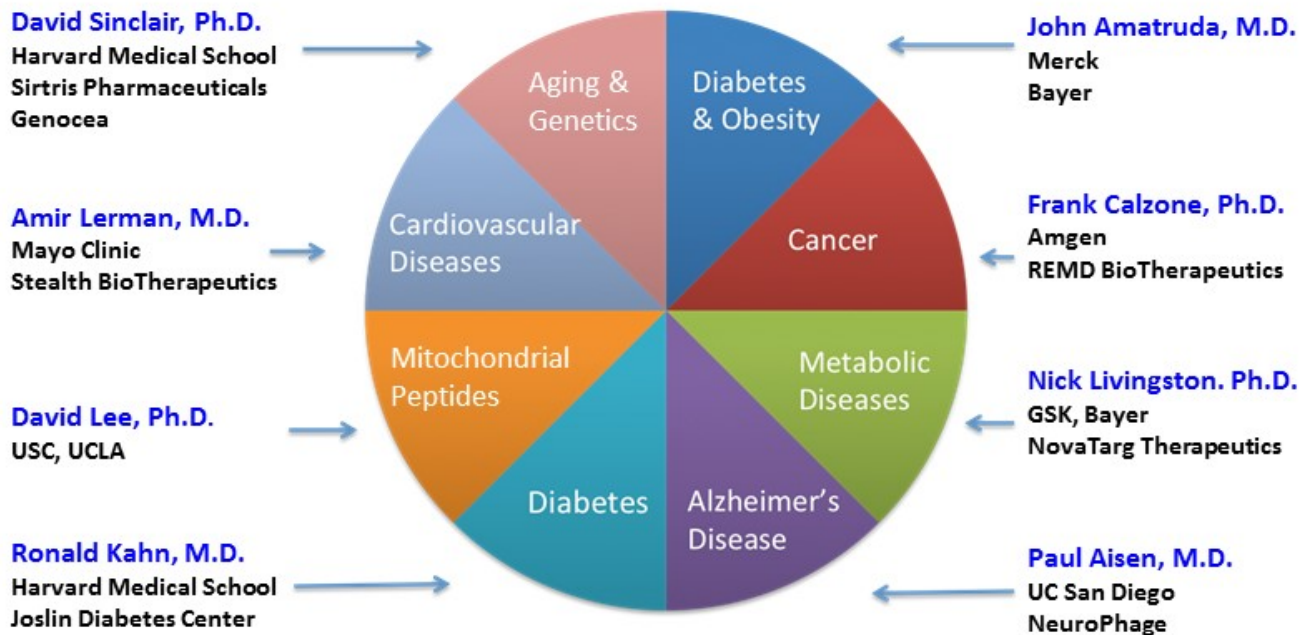 David Sinclair, Ph.D.
Harvard Medical School
Sirtris Pharmaceuticals
Genocea
Amir Lerman, M.D.
Mayo Clinic
Stealth BioTherapeutics
David Lee, Ph.D.
USC, UCLA
Ronald Kahn, M.D.
Harvard Medical School
Joslin Diabetes Center
Aging &
Genetics
Diabetes
& Obesity
Cardiovascular
Diseases
Cancer
Mitochondrial
Peptides
Metabolic
Diseases
Diabetes
Alzheimer's
Disease
John Amatruda, M.D.
Merck
Bayer
Frank Calzone, Ph.D.
Amgen
REMD BioTherapeutics
Nick Livingston. Ph.D.
GSK, Bayer
NovaTarg Therapeutics
Paul Aisen, M.D.
UC San Diego
NeuroPhage